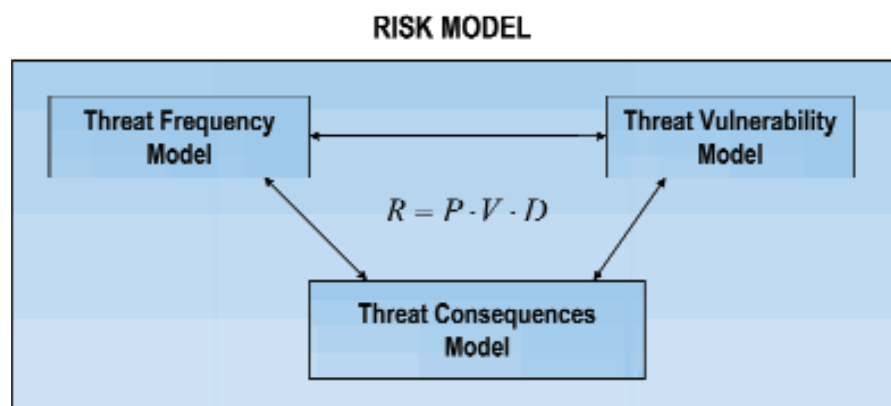 RISK MODEL
Threat Frequency
Model
Threat Vulnerability
Model
R = P · V · D
Threat Consequences
Model